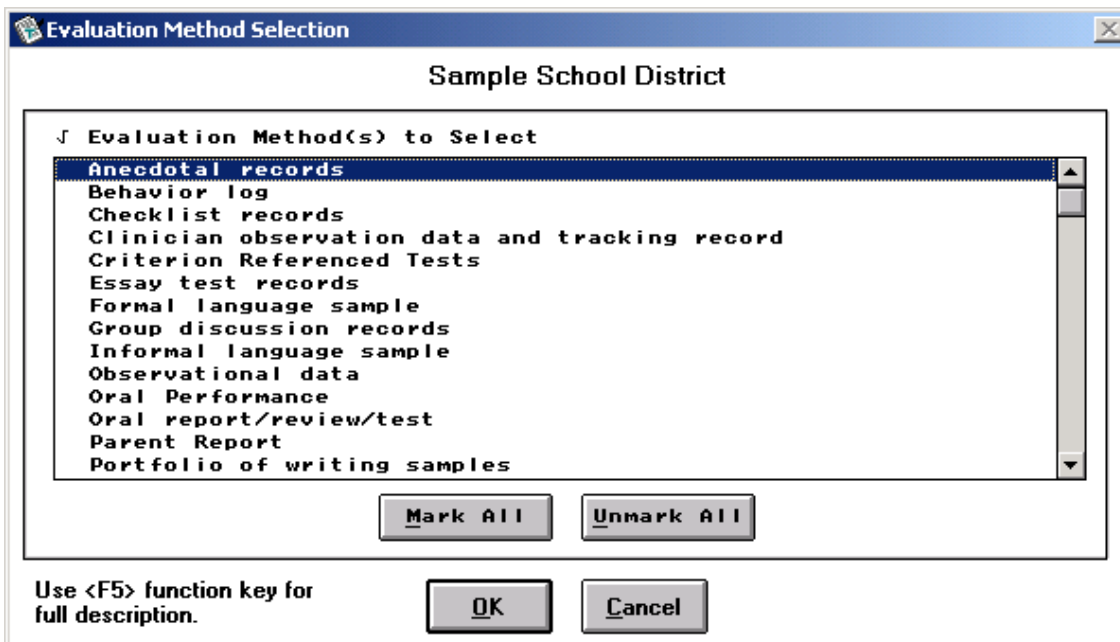 Evaluation Method Selection
Sample School District
√ Evaluation Method(s) to Select
Anecdotal records
Behavior log
Checklist records
Clinician observation data and tracking record
Criterion Referenced Tests
Essay test records
Formal language sample
Group discussion records
Informal language sample
Observational data
Oral Performance
Oral report/review/test
Parent Report
Portfolio of writing samples
Mark All Unmark All
Use <F5> function key for
full description.
OK Cancel